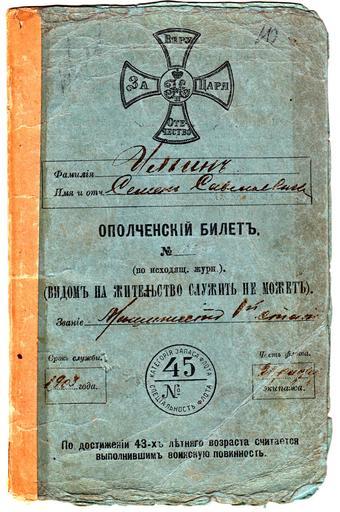 ВѢРУ
ЗА ЦАРЯ
ОТЕЧЕСТВО
Фамилія Ильинъ
Имя и отч. Семенъ
ОПОЛЧЕНСКІЙ БИЛЕТЪ,
№
(по исходящ. журн.).
(ВИДОМЪ НА ЖИТЕЛЬСТВО СЛУЖИТЬ НЕ МОЖЕТЪ).
Званіе
Срокъ службы. Часть флота.
1907 года. экипажа.
КАТЕГОРІЯ ЗАПАСА ФЛОТА
45
№
СПЕЦІАЛЬНОСТЬ ФЛОТА
По достиженіи 43-хъ лѣтняго возраста считается
выполнившимъ воинскую повинность.